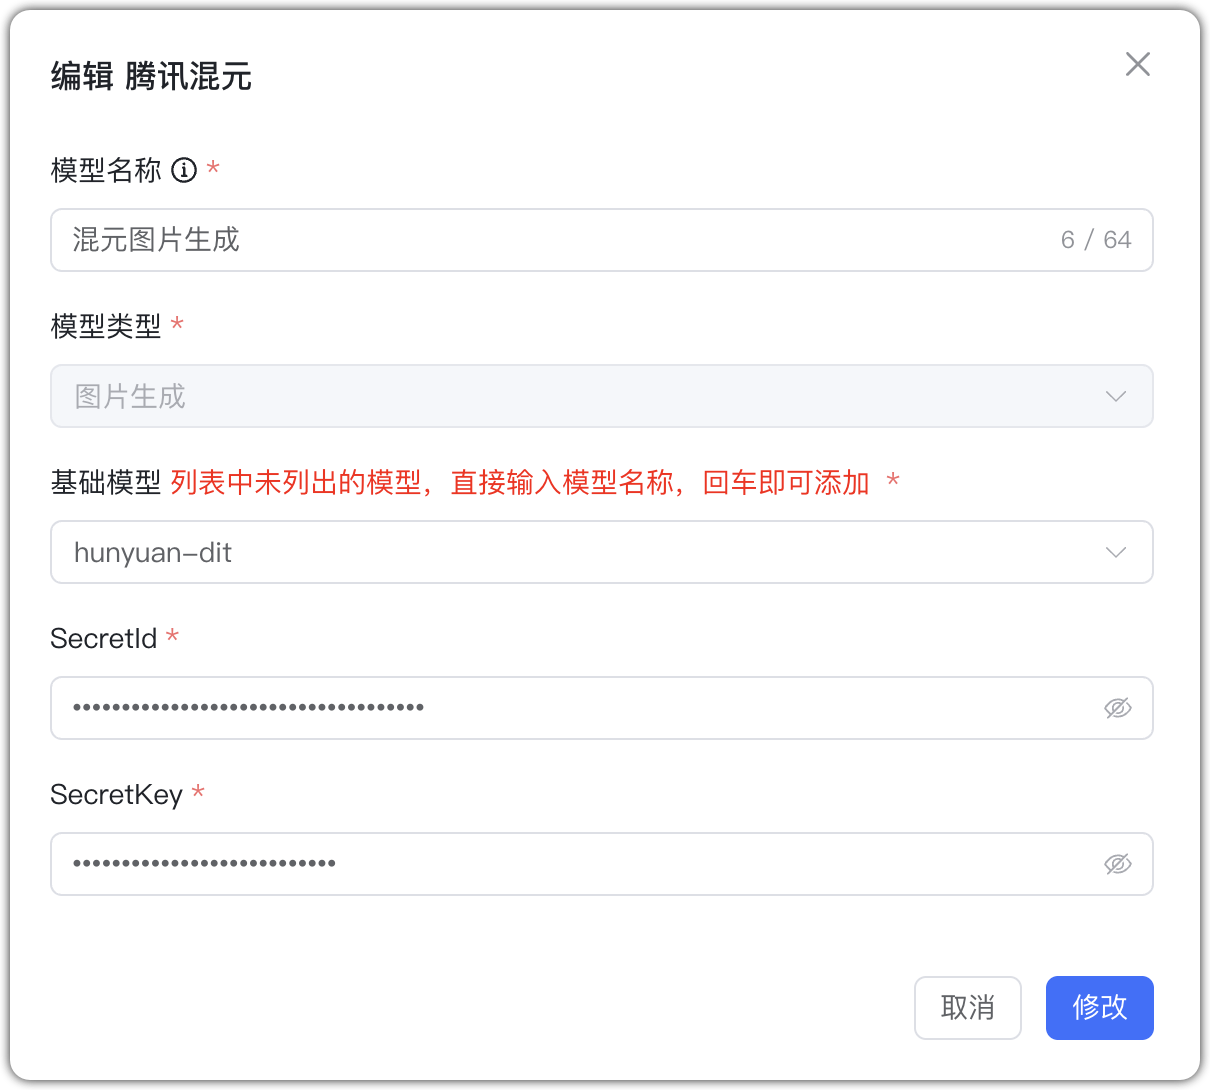 编辑 腾讯混元
模型名称 *
混元图片生成 6 / 64
模型类型 *
图片生成
基础模型 列表中未列出的模型，直接输入模型名称，回车即可添加 *
hunyuan-dit
SecretId *
••••••••••••••••••••••••••••••••••••
SecretKey *
•••••••••••••••••••••••••••
取消 修改